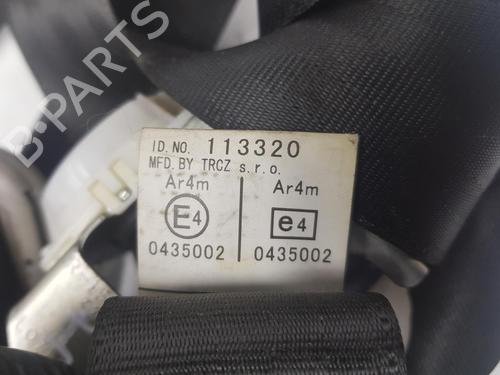 B-Parts
ID.NO. 113320
MFD.BY TRCZ s.r.o.
Ar4m Ar4m
E4 e4
0435002 0435002